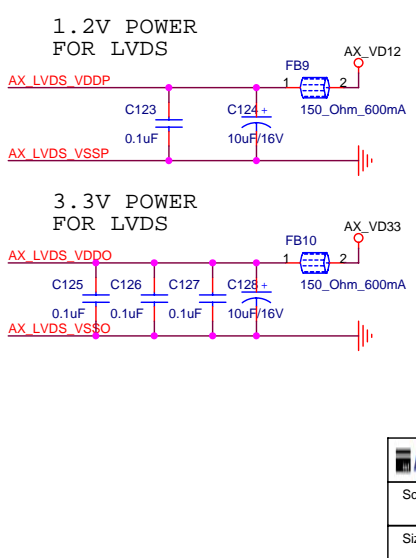 1.2V POWER
FOR LVDS
FB9
AX_VD12
AX_LVDS_VDDP
1
2
C123
C124
+
150_Ohm_600mA
0.1uF
10uF/16V
AX_LVDS_VSSP
3.3V POWER
FOR LVDS
FB10
AX_VD33
AX_LVDS_VDDO
1
2
C125
C126
C127
C128
+
150_Ohm_600mA
0.1uF
0.1uF
0.1uF
10uF/16V
AX_LVDS_VSSO